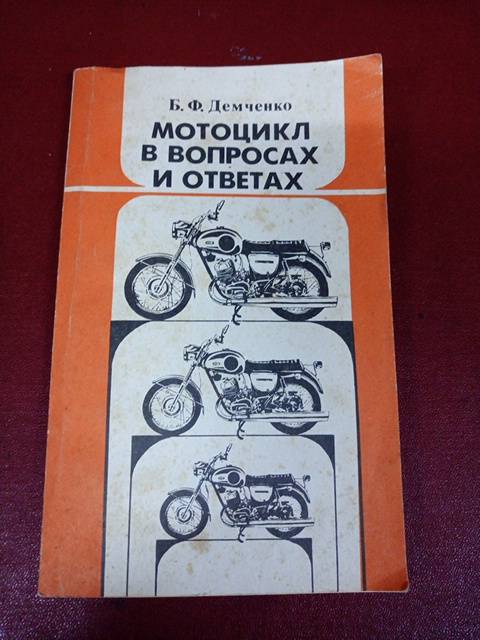 Б. Ф. Демченко
МОТОЦИКЛ
В ВОПРОСАХ
И ОТВЕТАХ